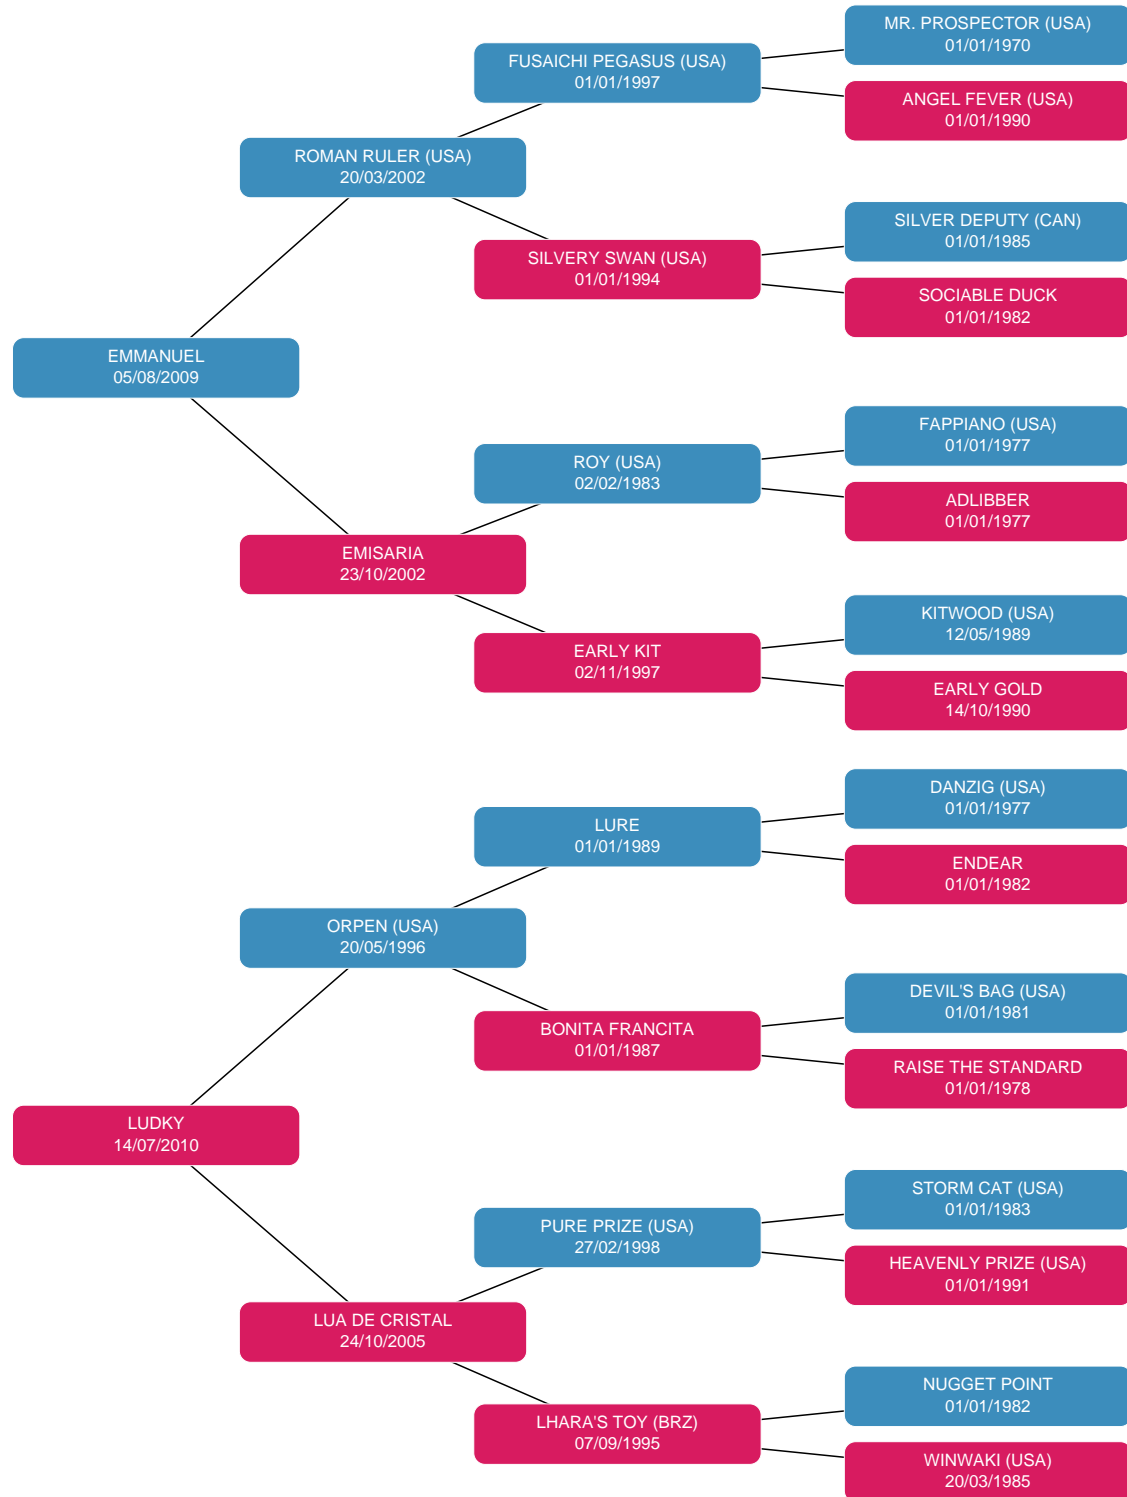 MR. PROSPECTOR (USA)
01/01/1970
FUSAICHI PEGASUS (USA)
01/01/1997
ANGEL FEVER (USA)
01/01/1990
ROMAN RULER (USA)
20/03/2002
SILVER DEPUTY (CAN)
01/01/1985
SILVERY SWAN (USA)
01/01/1994
SOCIABLE DUCK
01/01/1982
EMMANUEL
05/08/2009
FAPPIANO (USA)
01/01/1977
ROY (USA)
02/02/1983
ADLIBBER
01/01/1977
EMISARIA
23/10/2002
KITWOOD (USA)
12/05/1989
EARLY KIT
02/11/1997
EARLY GOLD
14/10/1990
DANZIG (USA)
01/01/1977
LURE
01/01/1989
ENDEAR
01/01/1982
ORPEN (USA)
20/05/1996
DEVIL'S BAG (USA)
01/01/1981
BONITA FRANCITA
01/01/1987
RAISE THE STANDARD
01/01/1978
LUDKY
14/07/2010
STORM CAT (USA)
01/01/1983
PURE PRIZE (USA)
27/02/1998
HEAVENLY PRIZE (USA)
01/01/1991
LUA DE CRISTAL
24/10/2005
NUGGET POINT
01/01/1982
LHARA'S TOY (BRZ)
07/09/1995
WINWAKI (USA)
20/03/1985